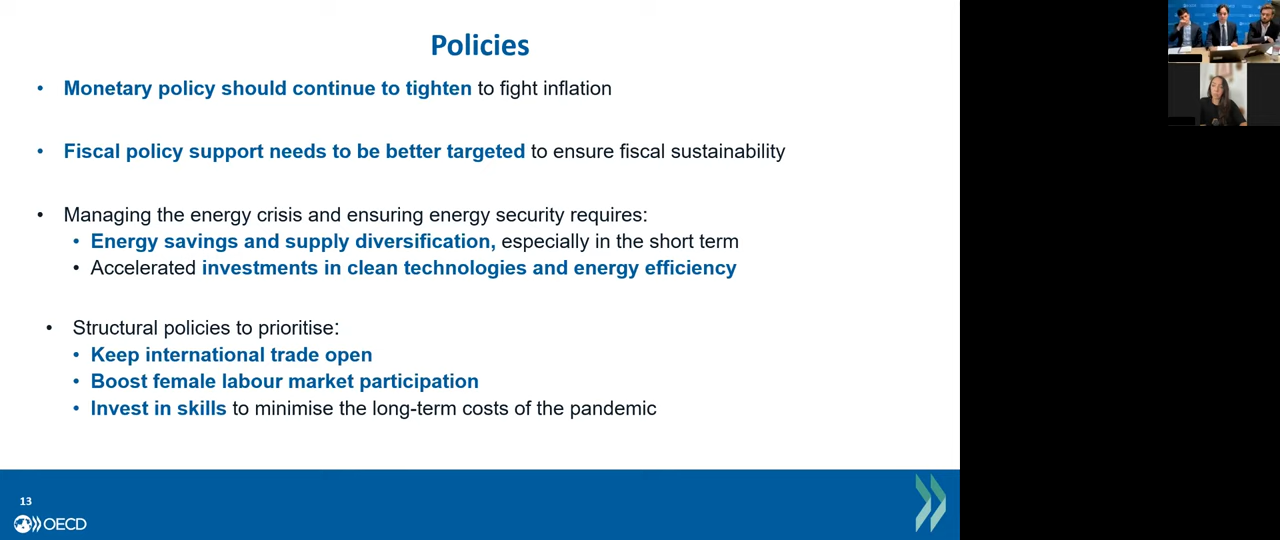 Policies
• Monetary policy should continue to tighten to fight inflation
• Fiscal policy support needs to be better targeted to ensure fiscal sustainability
• Managing the energy crisis and ensuring energy security requires:
• Energy savings and supply diversification, especially in the short term
• Accelerated investments in clean technologies and energy efficiency
• Structural policies to prioritise:
• Keep international trade open
• Boost female labour market participation
• Invest in skills to minimise the long-term costs of the pandemic
13
OECD